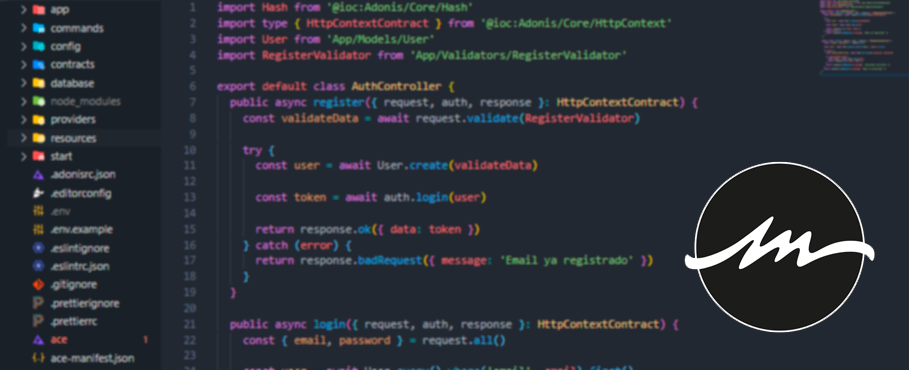 app
commands
config
contracts
database
node_modules
providers
resources
start
.adonisrc.json
.editorconfig
.env
.env.example
.eslintignore
.eslintrc.json
.gitignore
.prettierignore
.prettierrc
ace 1
ace-manifest.json
1 import Hash from '@ioc:Adonis/Core/Hash'
2 import type { HttpContextContract } from '@ioc:Adonis/Core/HttpContext'
3 import User from 'App/Models/User'
4 import RegisterValidator from 'App/Validators/RegisterValidator'
5
6 export default class AuthController {
7 public async register({ request, auth, response }: HttpContextContract) {
8 const validateData = await request.validate(RegisterValidator)
9
10 try {
11 const user = await User.create(validateData)
12
13 const token = await auth.login(user)
14
15 return response.ok({ data: token })
16 } catch (error) {
17 return response.badRequest({ message: 'Email ya registrado' })
18 }
19 }
20
21 public async login({ request, auth, response }: HttpContextContract) {
22 const { email, password } = request.all()
23